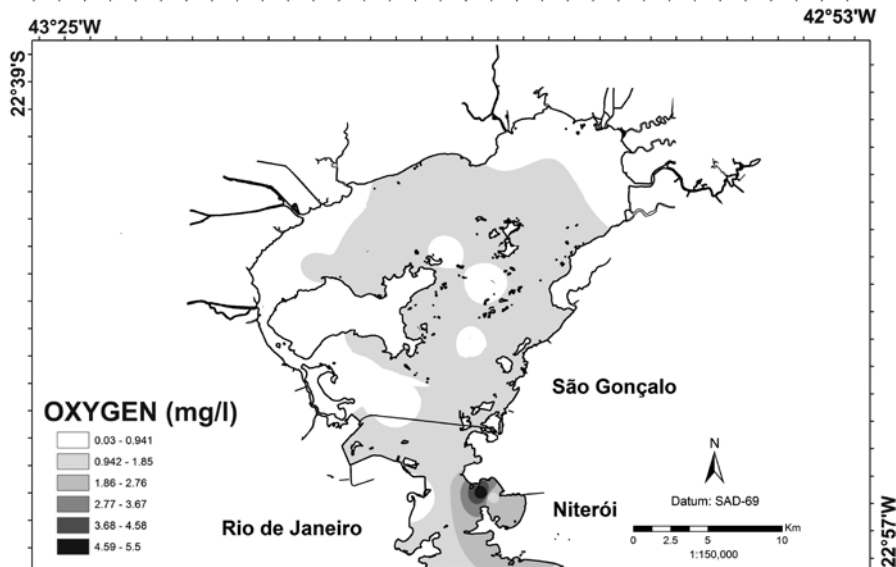 43°25'W
42°53'W
22°39'S
São Gonçalo
OXYGEN (mg/l)
0.03 - 0.941
0.942 - 1.85
1.86 - 2.76
2.77 - 3.67
3.68 - 4.58
4.59 - 5.5
N
Datum: SAD-69
Niterói
Rio de Janeiro
0 2.5 5 10 Km
1:150,000
22°57'W